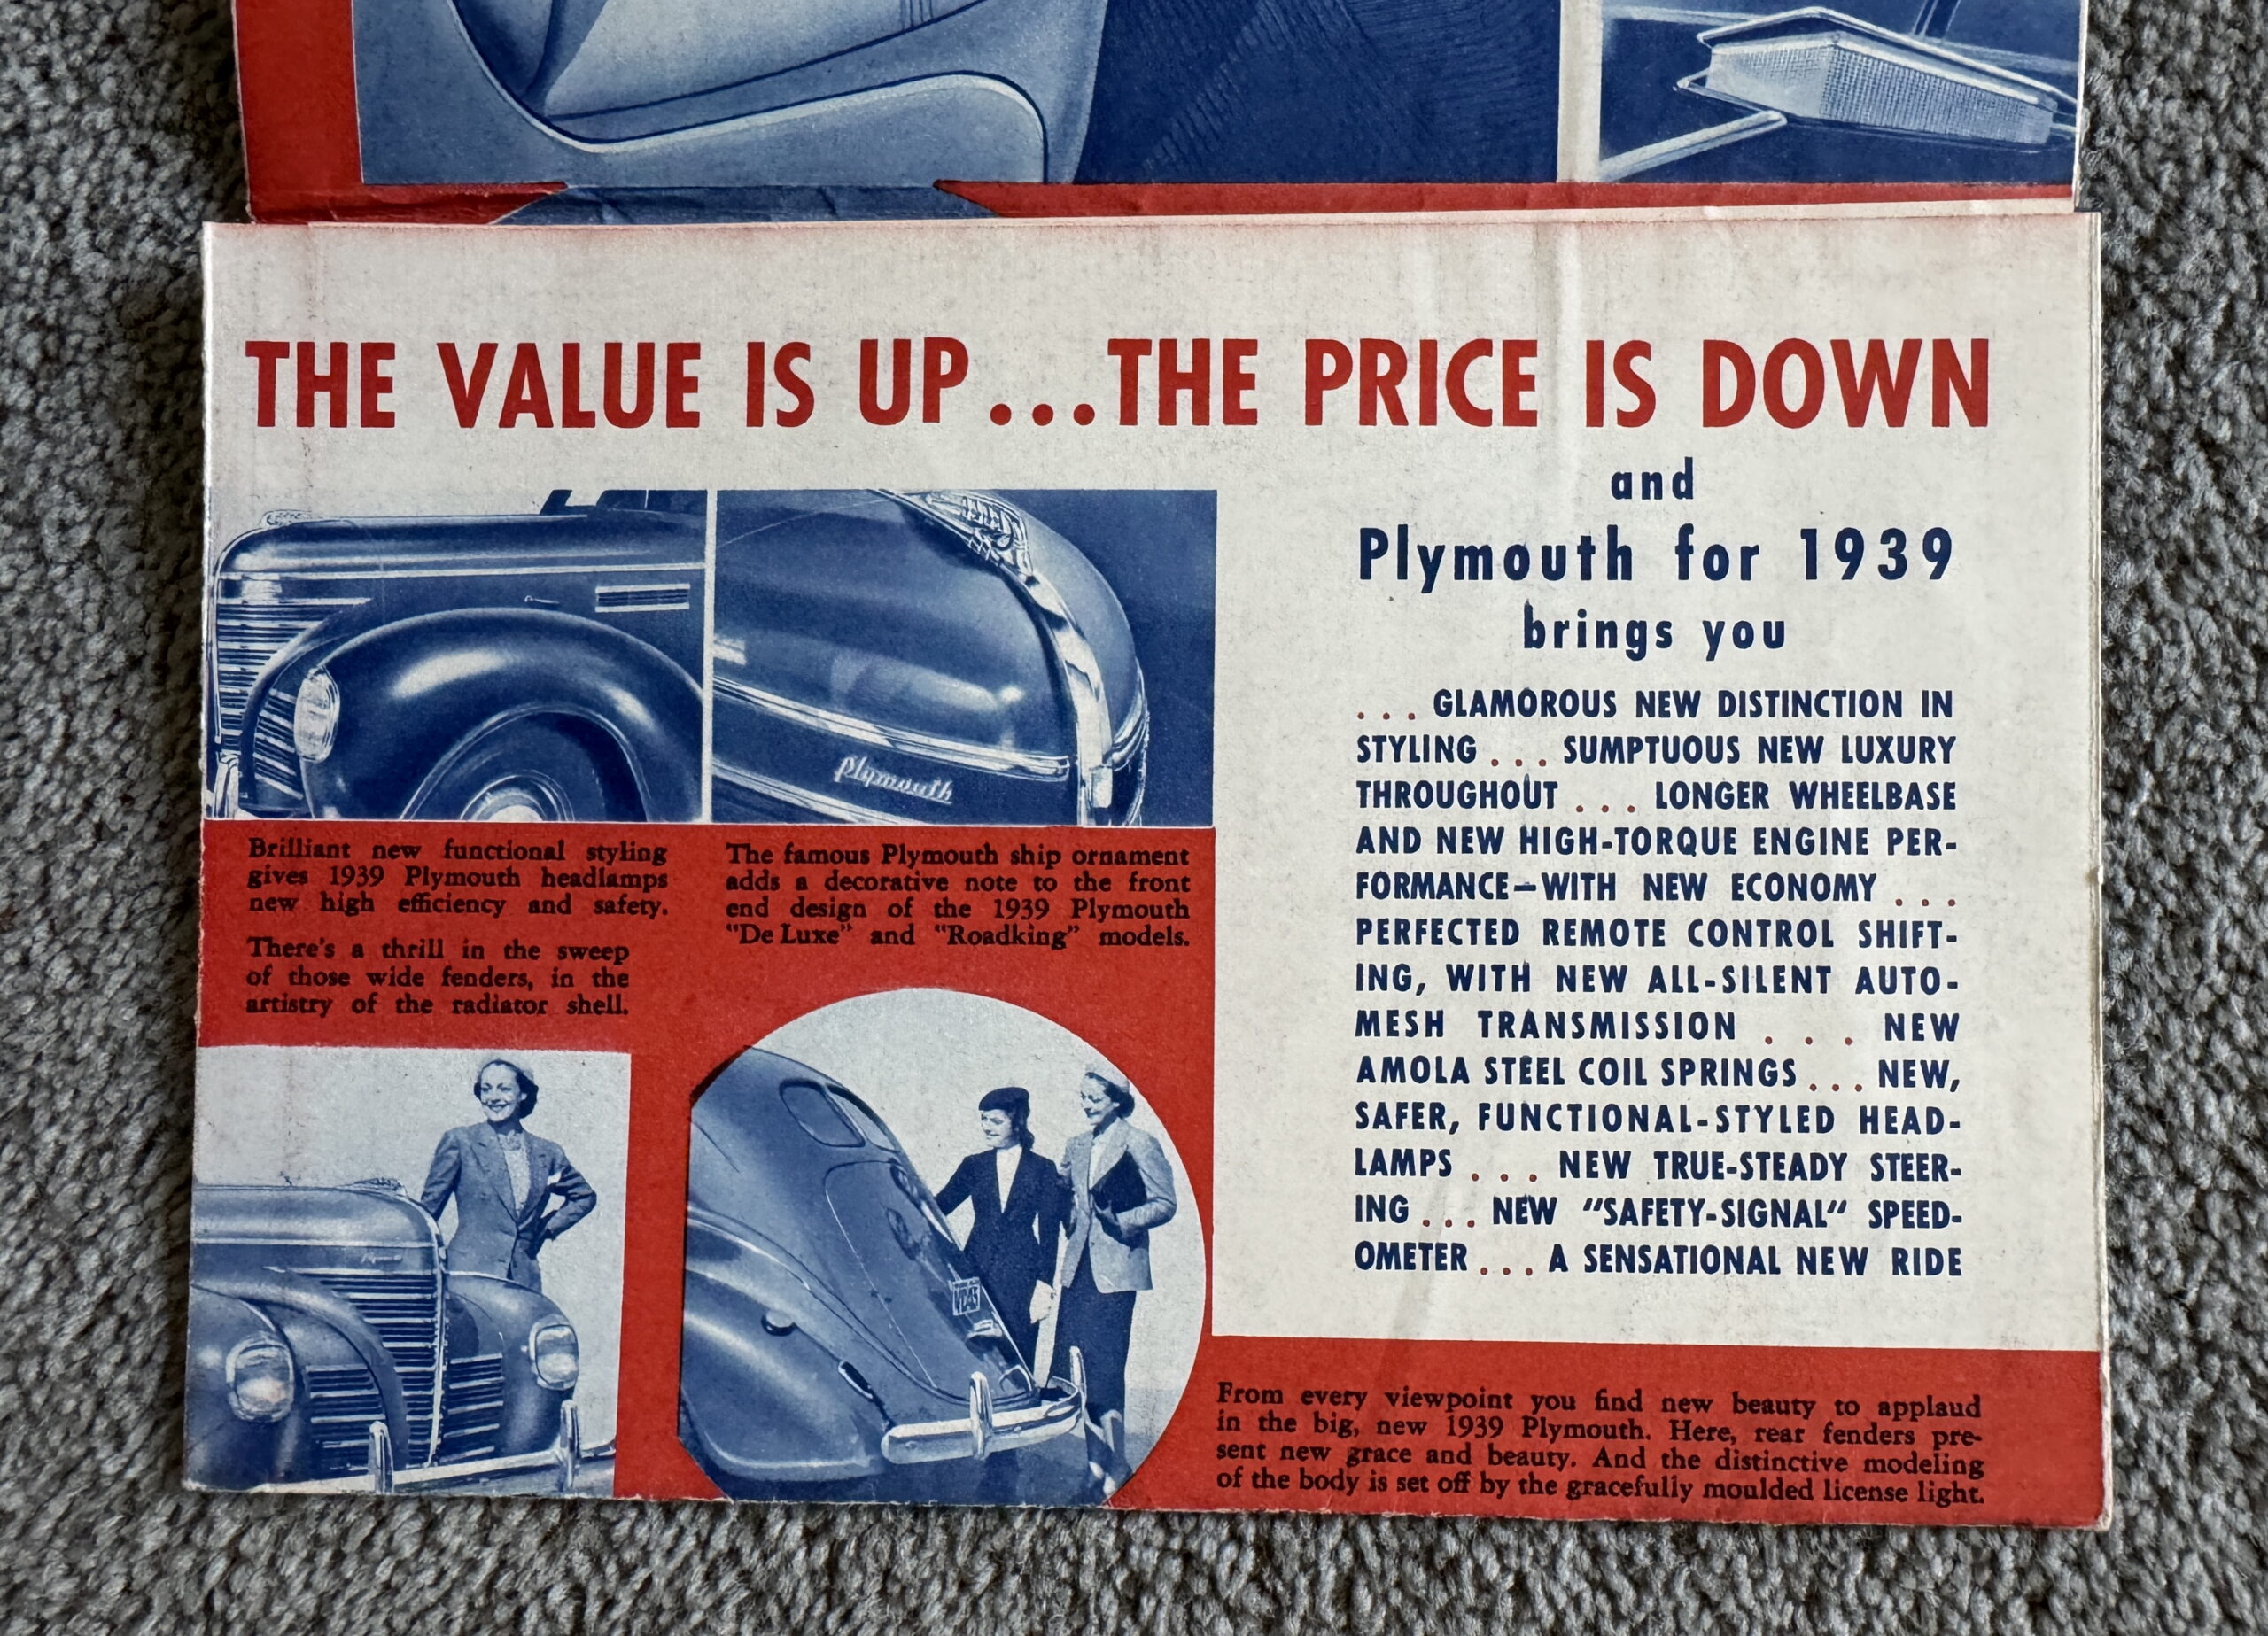 THE VALUE IS UP...THE PRICE IS DOWN
and
Plymouth for 1939
brings you
. . . GLAMOROUS NEW DISTINCTION IN
STYLING . . . SUMPTUOUS NEW LUXURY
THROUGHOUT . . . LONGER WHEELBASE
AND NEW HIGH-TORQUE ENGINE PER-
FORMANCE—WITH NEW ECONOMY . . .
PERFECTED REMOTE CONTROL SHIFT-
ING, WITH NEW ALL-SILENT AUTO-
MESH TRANSMISSION . . . NEW
AMOLA STEEL COIL SPRINGS . . . NEW,
SAFER, FUNCTIONAL-STYLED HEAD-
LAMPS . . . NEW TRUE-STEADY STEER-
ING . . . NEW "SAFETY-SIGNAL" SPEED-
OMETER . . . A SENSATIONAL NEW RIDE
Plymouth
Brilliant new functional styling
gives 1939 Plymouth headlamps
new high efficiency and safety.
There's a thrill in the sweep
of those wide fenders, in the
artistry of the radiator shell.
The famous Plymouth ship ornament
adds a decorative note to the front
end design of the 1939 Plymouth
"De Luxe" and "Roadking" models.
Plymouth
From every viewpoint you find new beauty to applaud
in the big, new 1939 Plymouth. Here, rear fenders pre-
sent new grace and beauty. And the distinctive modeling
of the body is set off by the gracefully moulded license light.